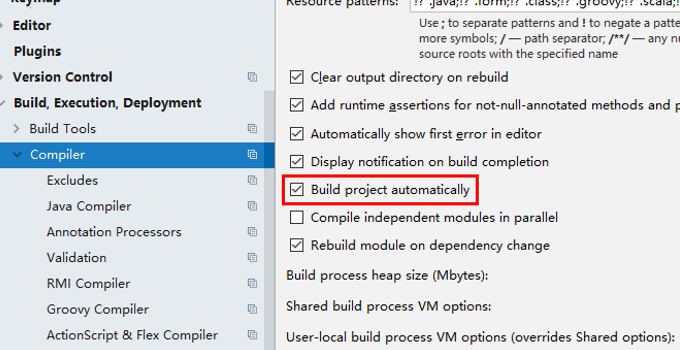 Keymap
Editor
Plugins
Version Control
Build, Execution, Deployment
Build Tools
Compiler
Excludes
Java Compiler
Annotation Processors
Validation
RMI Compiler
Groovy Compiler
ActionScript & Flex Compiler
Resource patterns: !?*.java;!?*.form;!?*.class;!?*.groovy;!?*.scala;
Use ; to separate patterns and ! to negate a patte
more symbols; / — path separator; /**/ — any nu
source roots with the specified name
Clear output directory on rebuild
Add runtime assertions for not-null-annotated methods and p
Automatically show first error in editor
Display notification on build completion
Build project automatically
Compile independent modules in parallel
Rebuild module on dependency change
Build process heap size (Mbytes):
Shared build process VM options:
User-local build process VM options (overrides Shared options):